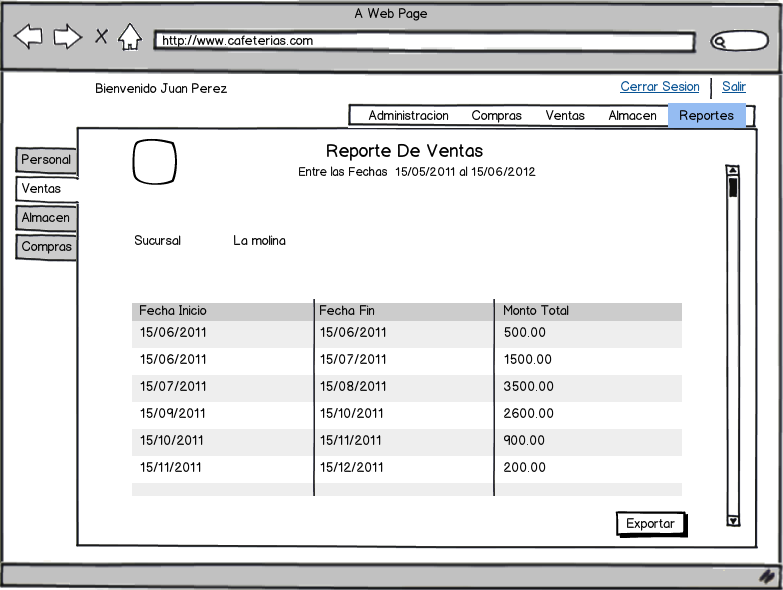 A Web Page
X http://www.cafeterias.com
Bienvenido Juan Perez Cerrar Sesion Salir
Administracion Compras Ventas Almacen Reportes
Personal
Ventas
Almacen
Compras
Reporte De Ventas
Entre las Fechas 15/05/2011 al 15/06/2012
Sucursal La molina
Fecha Inicio Fecha Fin Monto Total
15/06/2011 15/06/2011 500.00
15/06/2011 15/07/2011 1500.00
15/07/2011 15/08/2011 3500.00
15/09/2011 15/10/2011 2600.00
15/10/2011 15/11/2011 900.00
15/11/2011 15/12/2011 200.00
Exportar